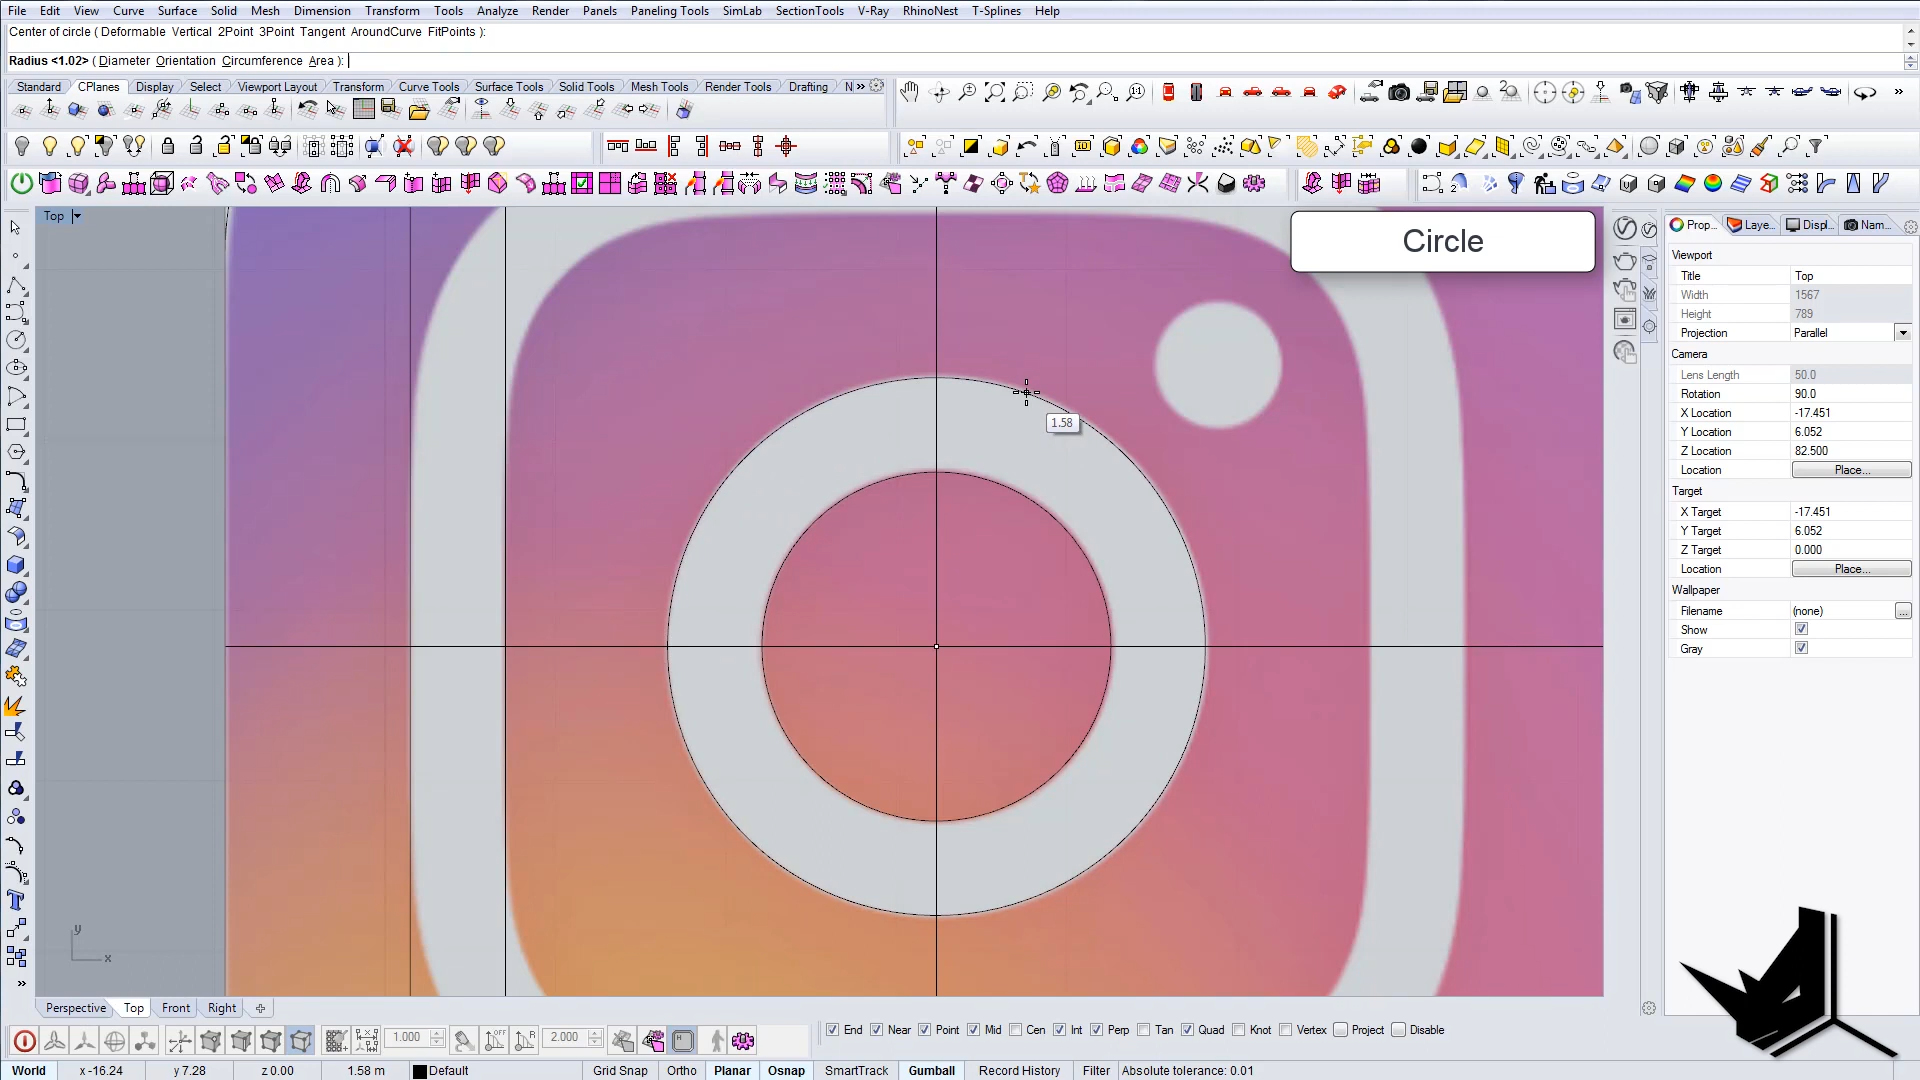 File Edit View Curve Surface Solid Mesh Dimension Transform Tools Analyze Render Panels Paneling Tools SimLab SectionTools V-Ray RhinoNest T-Splines Help
Center of circle ( Deformable Vertical 2Point 3Point Tangent AroundCurve FitPoints ):
Radius <1.02> ( Diameter Orientation Circumference Area ):
Standard CPlanes Display Select Viewport Layout Transform Curve Tools Surface Tools Solid Tools Mesh Tools Render Tools Drafting N »
Top
Circle
1.58
Prop... Laye... Displ... Nam...
Viewport
Title Top
Width 1567
Height 789
Projection Parallel
Camera
Lens Length 50.0
Rotation 90.0
X Location -17.451
Y Location 6.052
Z Location 82.500
Location Place...
Target
X Target -17.451
Y Target 6.052
Z Target 0.000
Location Place...
Wallpaper
Filename (none) ...
Show
Gray
y
x
Perspective Top Front Right
1.000 2.000
End Near Point Mid Cen Int Perp Tan Quad Knot Vertex Project Disable
World x -16.24 y 7.28 z 0.00 1.58 m Default Grid Snap Ortho Planar Osnap SmartTrack Gumball Record History Filter Absolute tolerance: 0.01